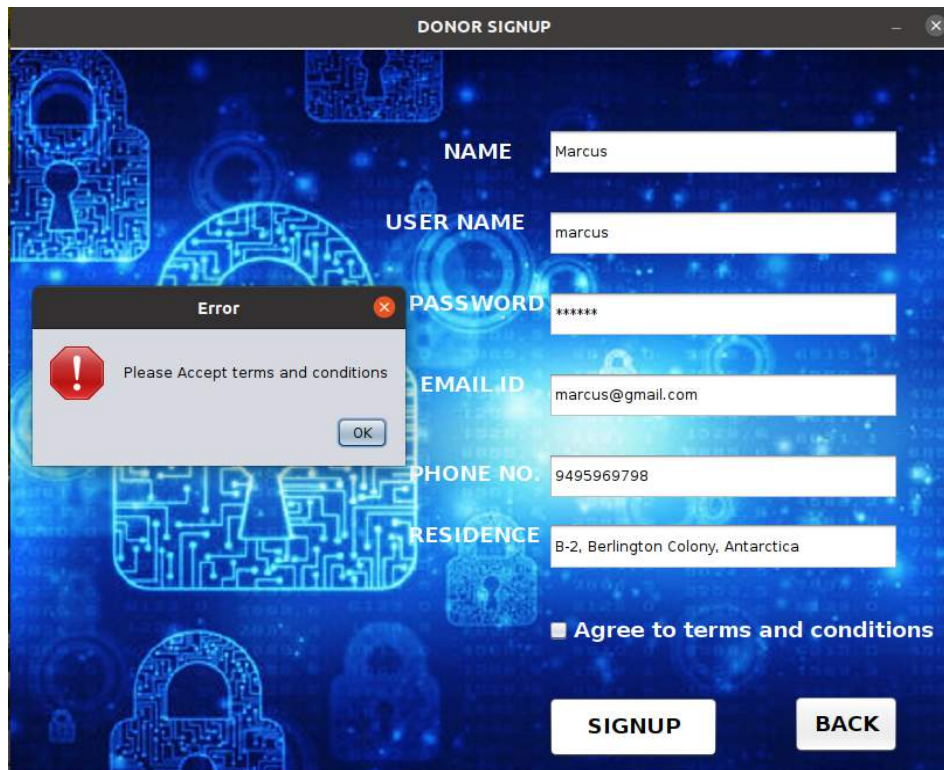 DONOR SIGNUP
NAME
Marcus
USER NAME
marcus
Error
PASSWORD
******
Please Accept terms and conditions
EMAIL ID
marcus@gmail.com
OK
PHONE NO.
9495969798
RESIDENCE
B-2, Berlington Colony, Antarctica
Agree to terms and conditions
SIGNUP
BACK